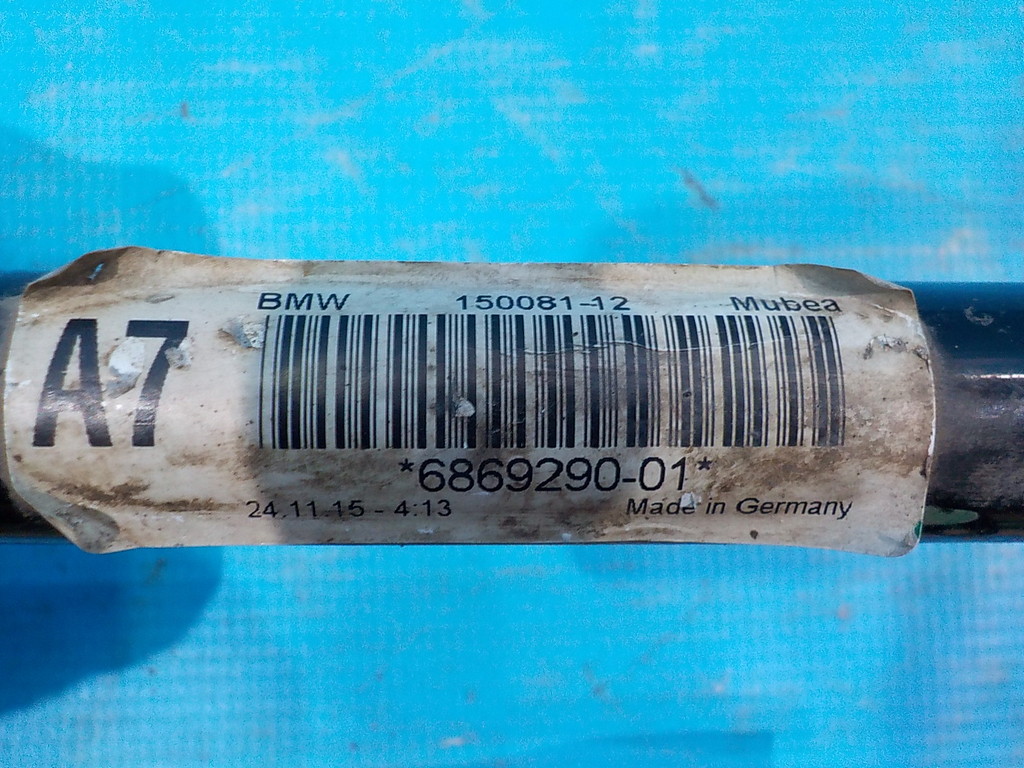 BMW 150081-12 Mubea
A7
*6869290-01*
24.11.15 - 4:13 Made in Germany